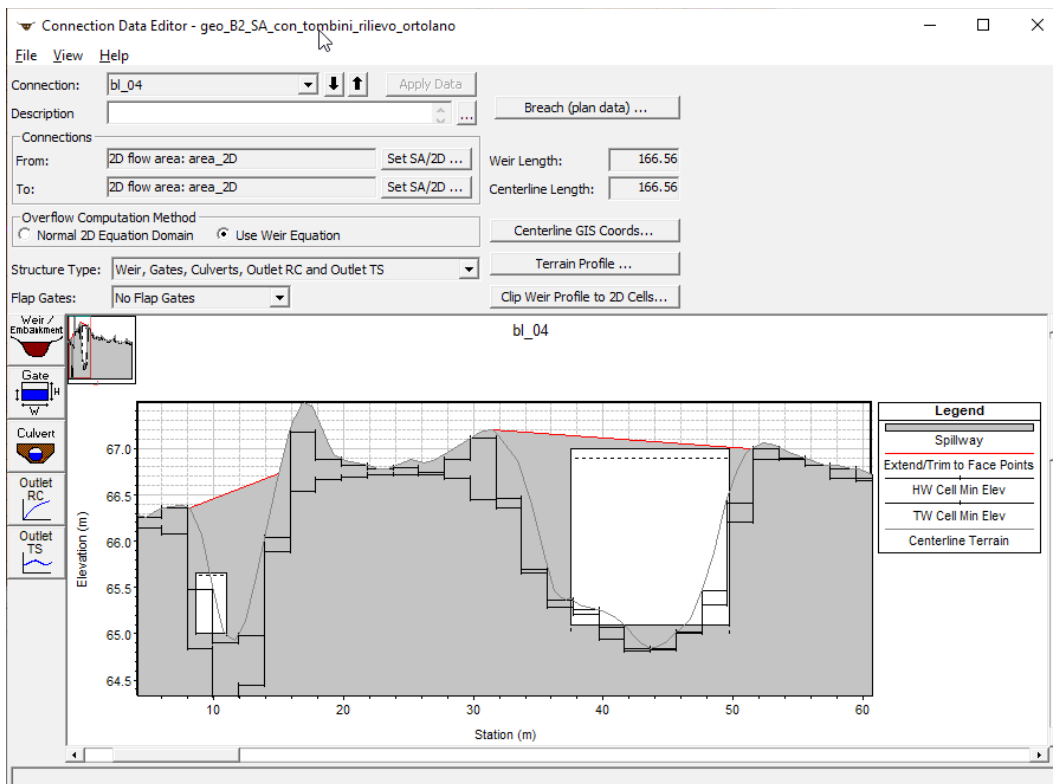 Connection Data Editor - geo_B2_SA_con_tombini_rilievo_ortolano
File View Help
Connection: bl_04 Apply Data
Description ... Breach (plan data) ...
Connections
From: 2D flow area: area_2D Set SA/2D ... Weir Length: 166.56
To: 2D flow area: area_2D Set SA/2D ... Centerline Length: 166.56
Overflow Computation Method
Normal 2D Equation Domain Use Weir Equation Centerline GIS Coords...
Structure Type: Weir, Gates, Culverts, Outlet RC and Outlet TS Terrain Profile ...
Flap Gates: No Flap Gates Clip Weir Profile to 2D Cells...
Weir /
Embankment
Gate
H
W
Culvert
Outlet
RC
Outlet
TS
bl_04
67.0
66.5
66.0
65.5
65.0
64.5
Elevation (m)
10 20 30 40 50 60
Station (m)
Legend
Spillway
Extend/Trim to Face Points
HW Cell Min Elev
TW Cell Min Elev
Centerline Terrain